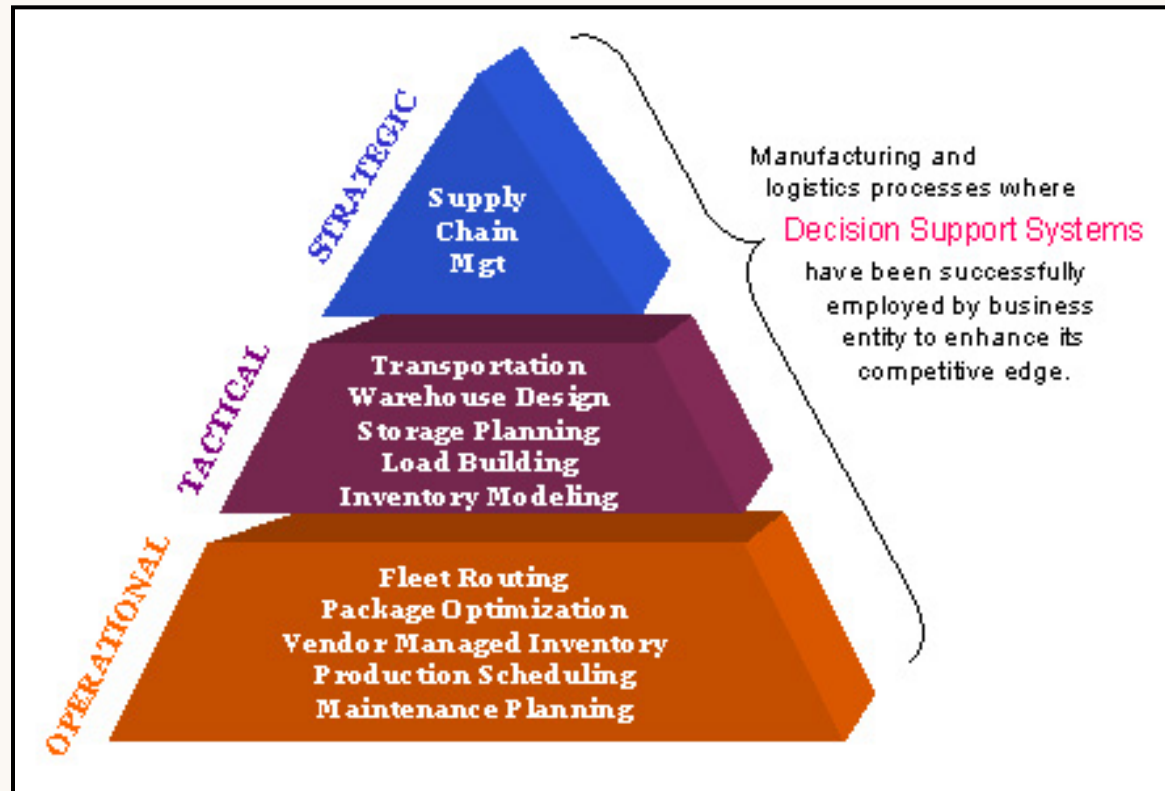 STRATEGIC
Supply
Chain
Mgt
TACTICAL
Transportation
Warehouse Design
Storage Planning
Load Building
Inventory Modeling
OPERATIONAL
Fleet Routing
Package Optimization
Vendor Managed Inventory
Production Scheduling
Maintenance Planning
Manufacturing and
logistics processes where
Decision Support Systems
have been successfully
employed by business
entity to enhance its
competitive edge.